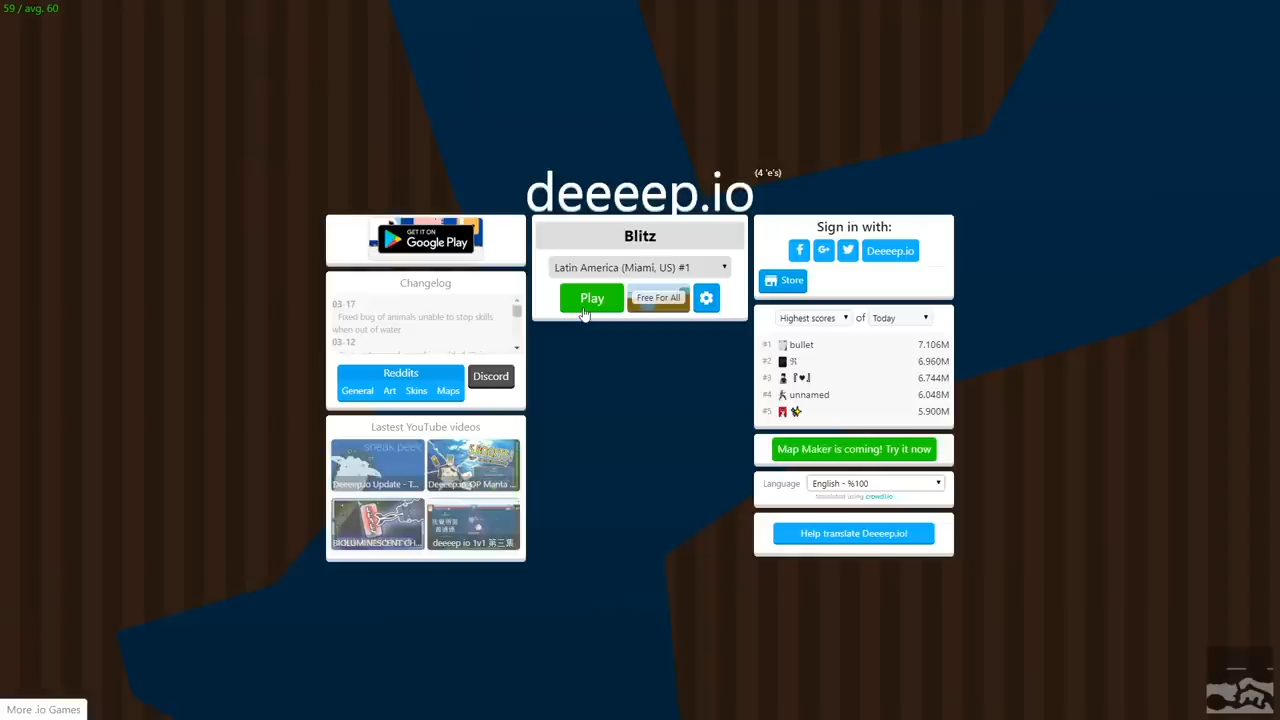 59 / avg. 60
deeeep.io
(4 'e's)
GET IT ON
Google Play
Changelog
03-17
Fixed bug of animals unable to stop skills
when out of water
03-12
Reddits
General Art Skins Maps
Discord
Lastest YouTube videos
Deeeep.io Update - T...
Deeeep.io OP Manta ...
BIOLUMINESCENT CH...
deeeep io 1v1 第三集
Blitz
Latin America (Miami, US) #1
Play
Free For All
Sign in with:
Deeeep.io
Store
Highest scores of Today
#1 bullet 7.106M
#2 6.960M
#3 6.744M
#4 unnamed 6.048M
#5 5.900M
Map Maker is coming! Try it now
Language English - %100
translated using crowdl.io
Help translate Deeeep.io!
More .io Games